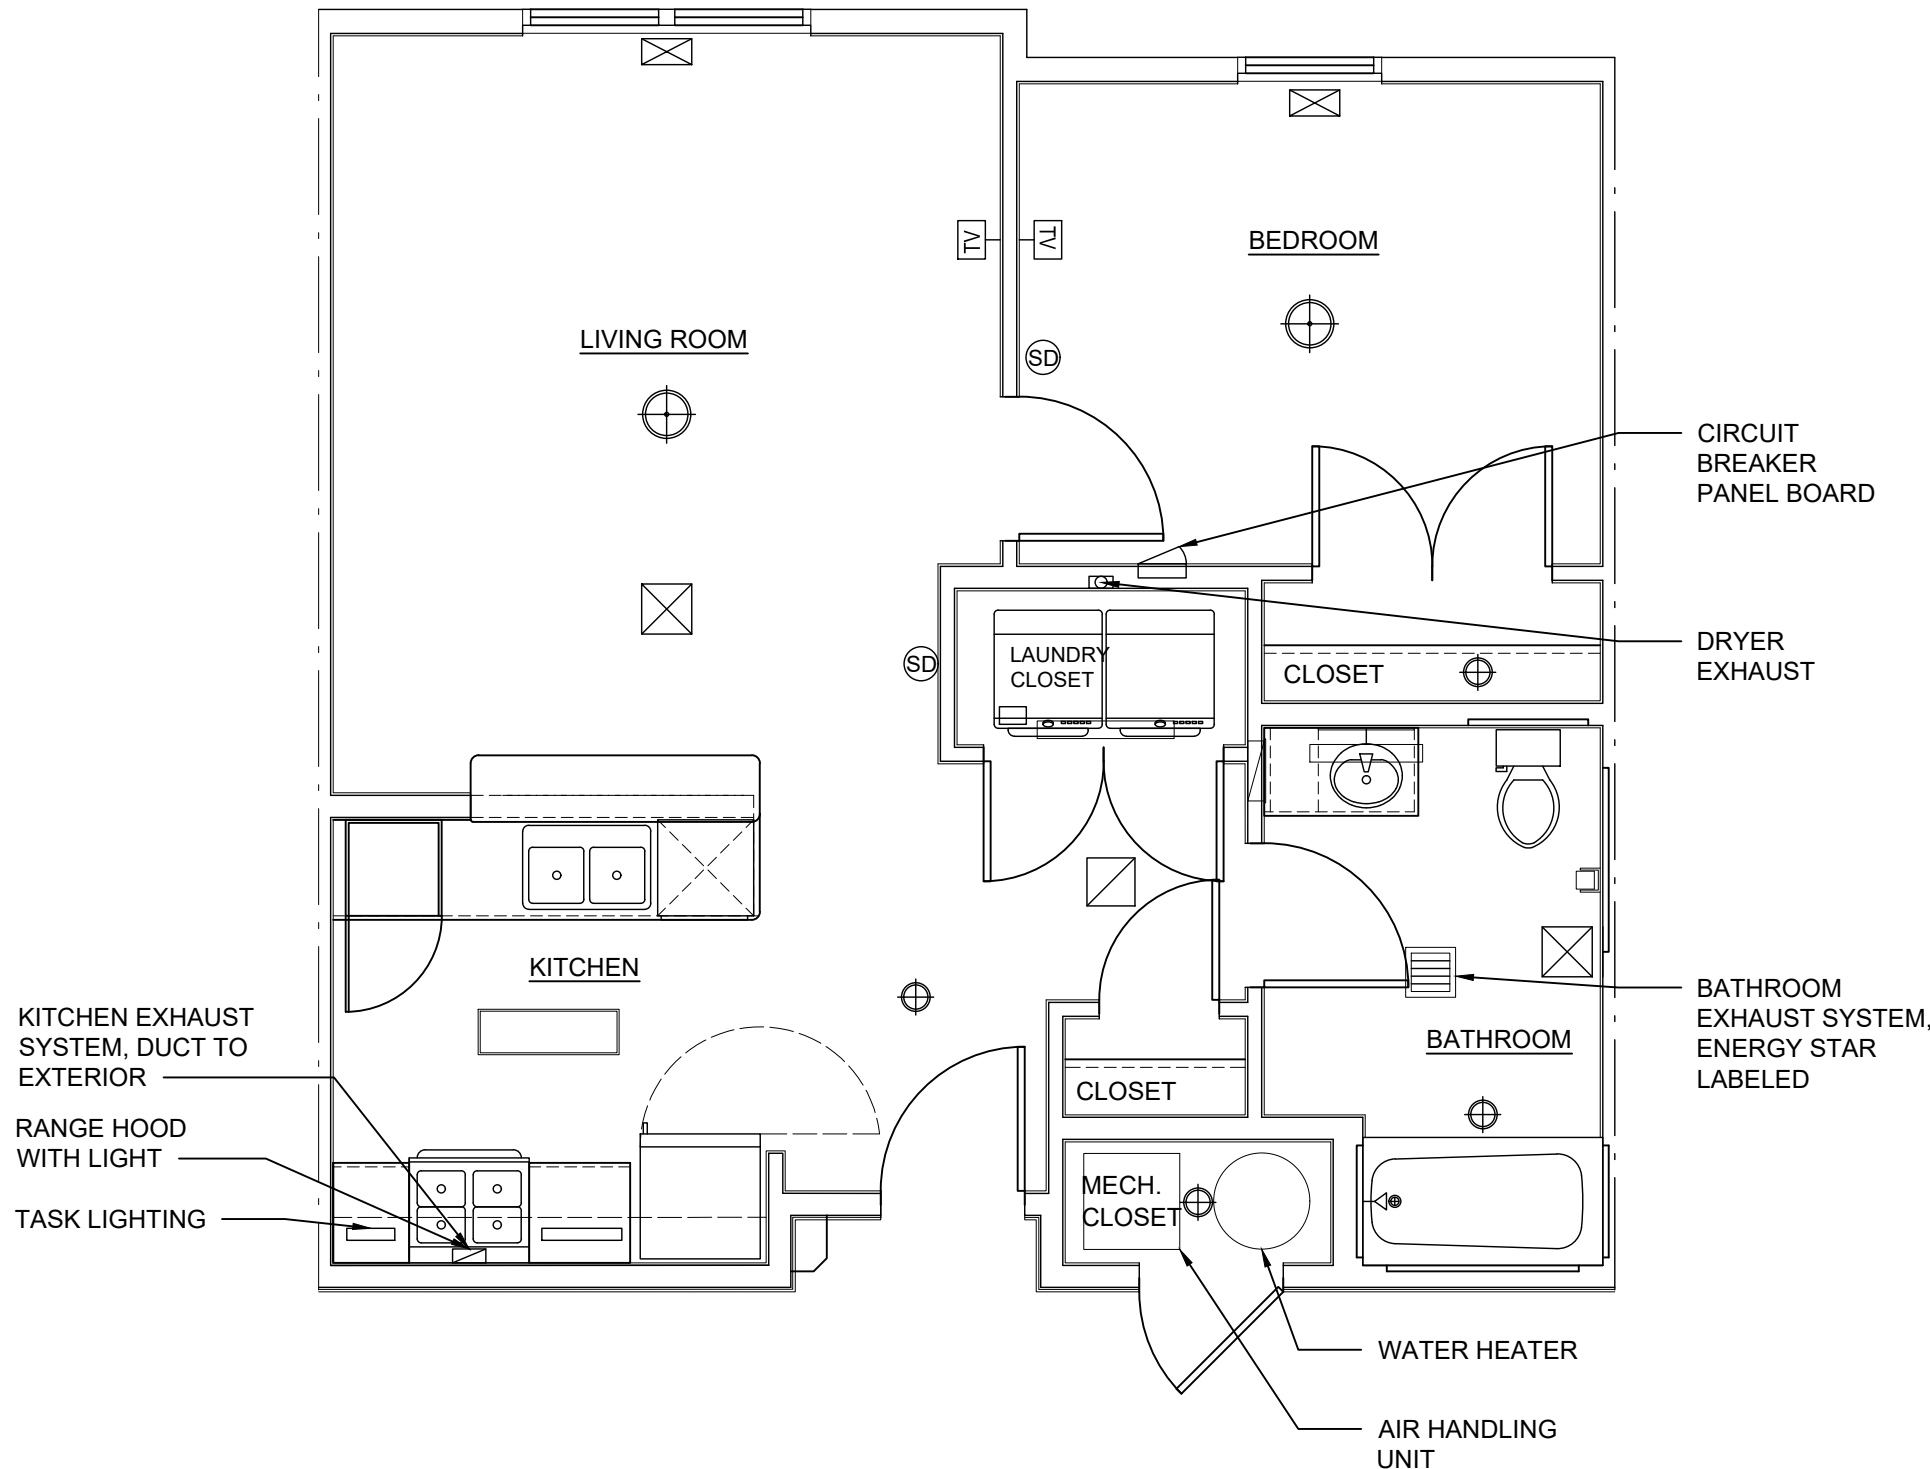 TV
TV
BEDROOM
LIVING ROOM
SD
CIRCUIT
BREAKER
PANEL BOARD
DRYER
EXHAUST
SD
LAUNDRY
CLOSET
CLOSET
KITCHEN
KITCHEN EXHAUST
SYSTEM, DUCT TO
EXTERIOR
RANGE HOOD
WITH LIGHT
TASK LIGHTING
BATHROOM
EXHAUST SYSTEM,
ENERGY STAR
LABELED
BATHROOM
CLOSET
MECH.
CLOSET
WATER HEATER
AIR HANDLING
UNIT